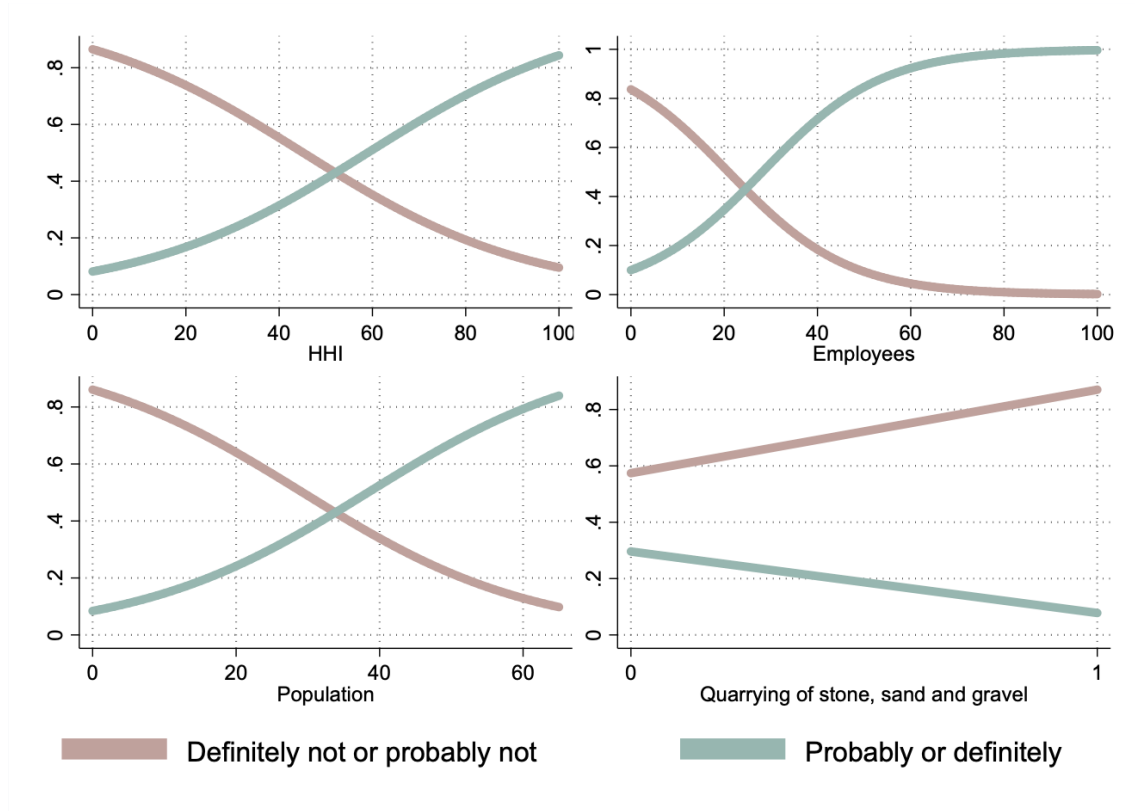 0 .2 .4 .6 .8
0 20 40 60 80 100
HHI
0 .2 .4 .6 .8 1
0 20 40 60 80 100
Employees
0 .2 .4 .6 .8
0 20 40 60
Population
0 .2 .4 .6 .8
0 1
Quarrying of stone, sand and gravel
Definitely not or probably not
Probably or definitely